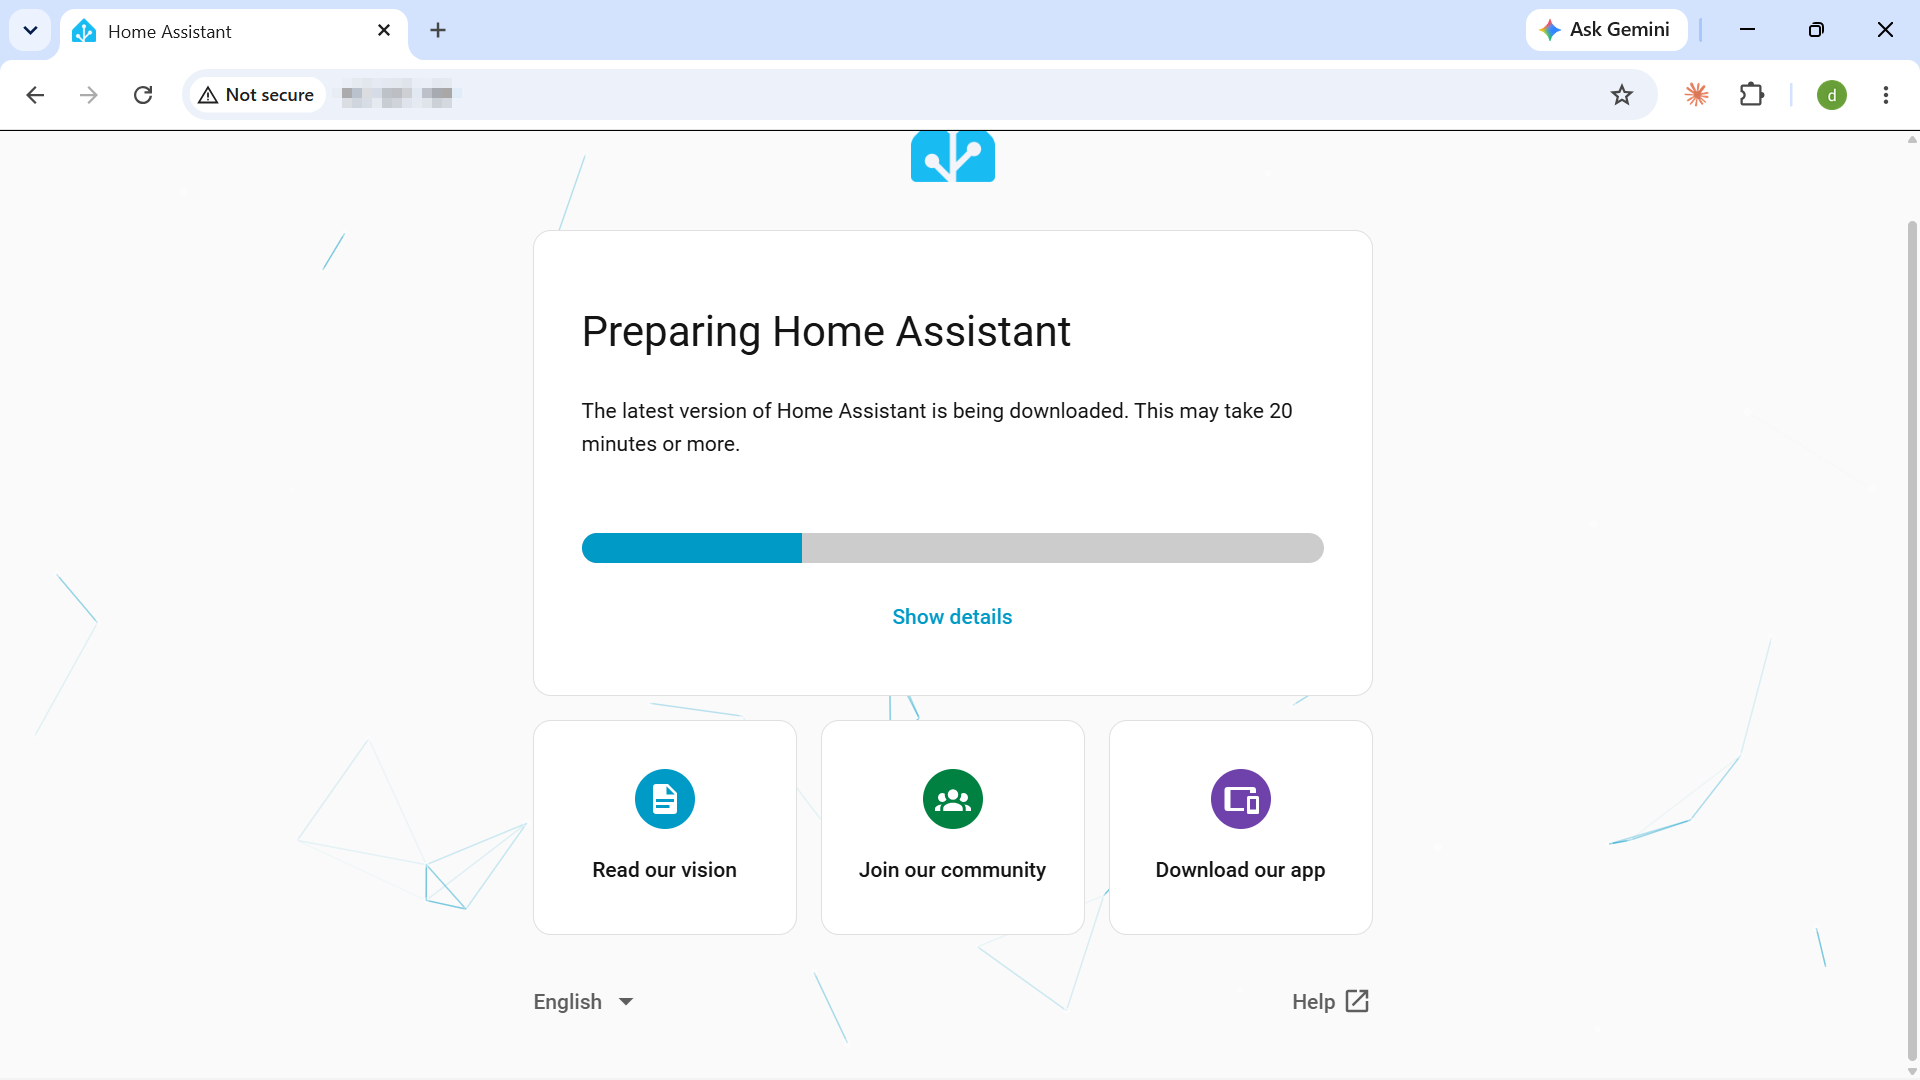 Home Assistant
Ask Gemini
Not secure
d
Preparing Home Assistant
The latest version of Home Assistant is being downloaded. This may take 20
minutes or more.
Show details
Read our vision
Join our community
Download our app
English
Help